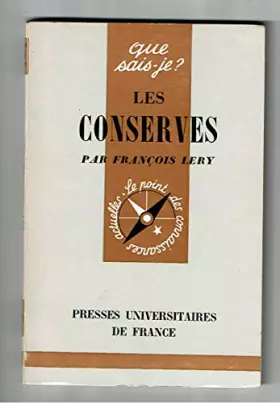 que
sais-je?
LES
CONSERVES
PAR FRANÇOIS LERY
Le point des connaissances actuelles
PRESSES UNIVERSITAIRES
DE FRANCE